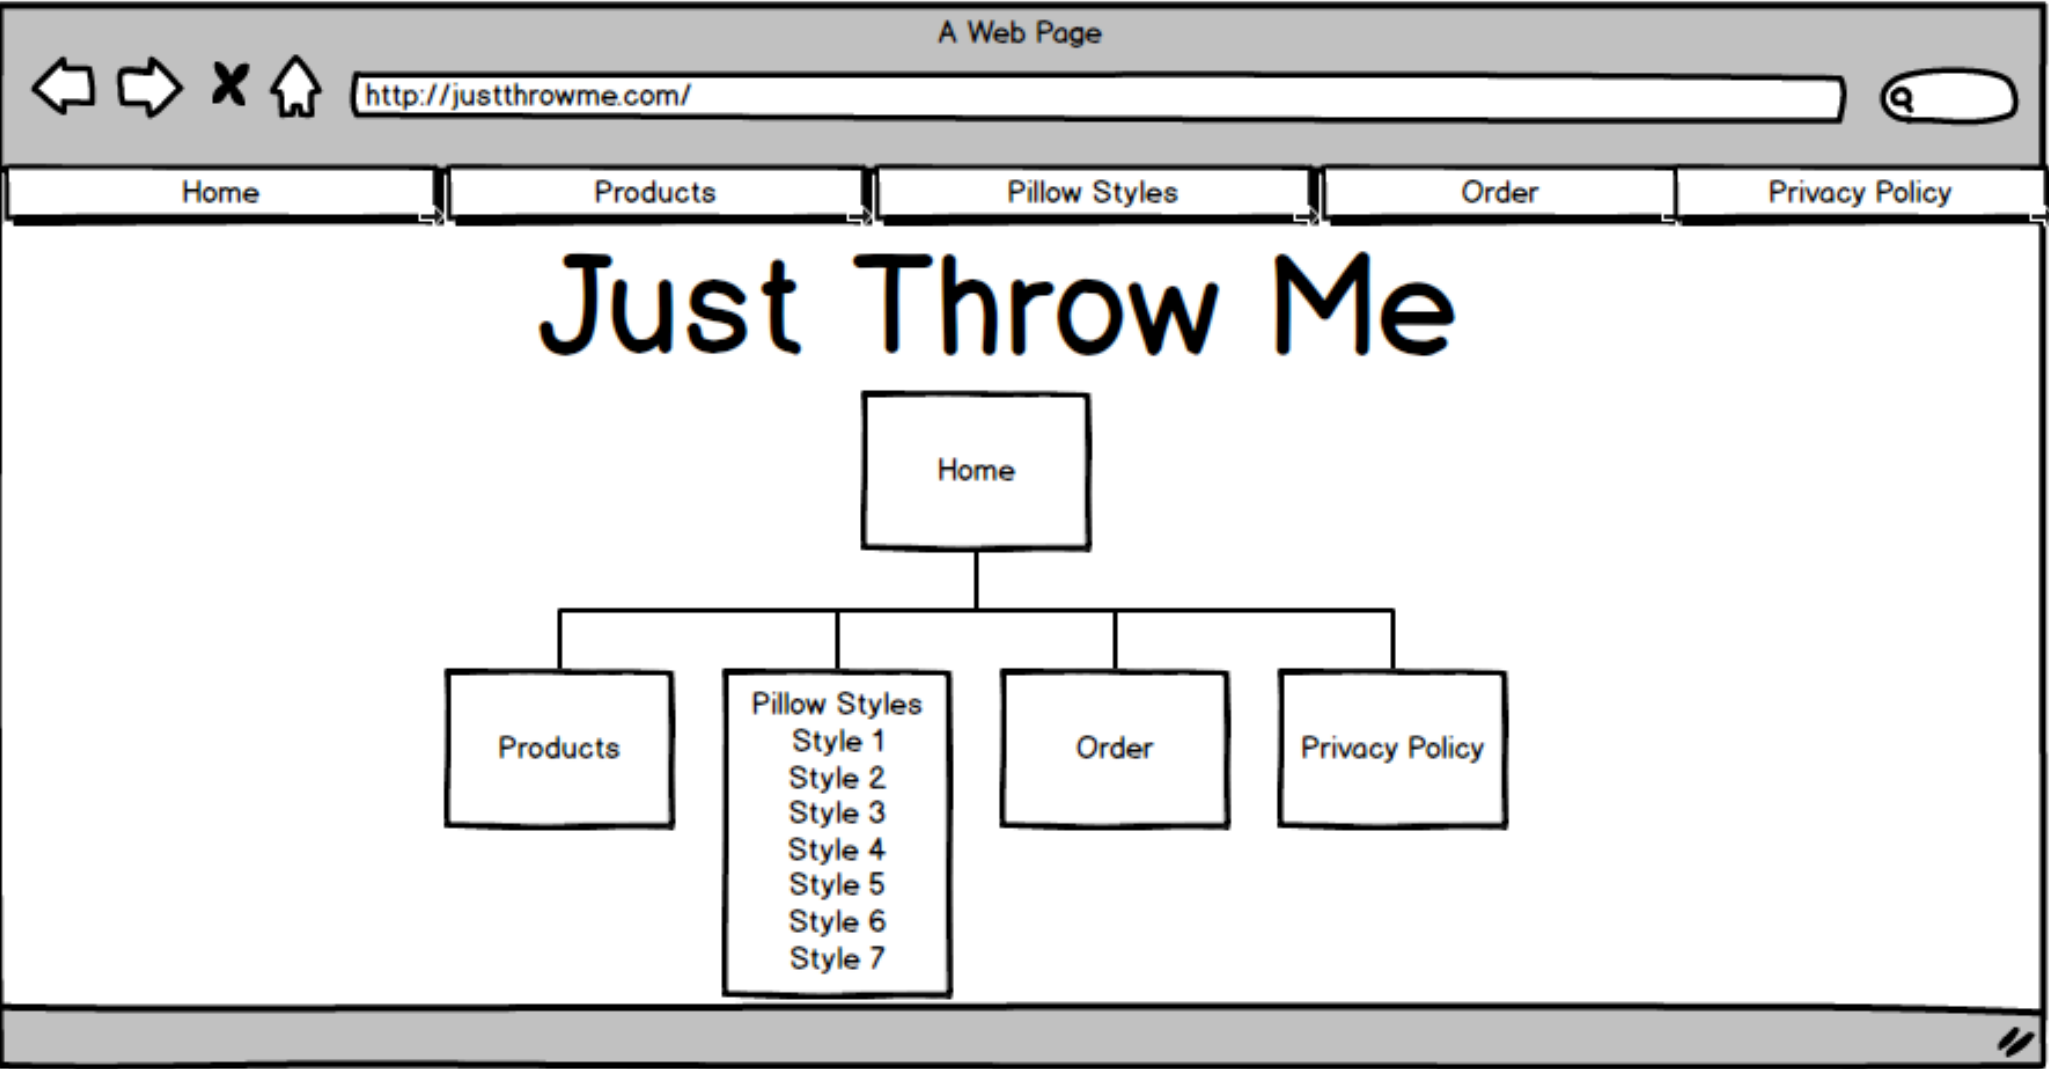 A Web Page
http://justthrowme.com/
Home Products Pillow Styles Order Privacy Policy
Just Throw Me
Home
Products
Pillow Styles
Style 1
Style 2
Style 3
Style 4
Style 5
Style 6
Style 7
Order
Privacy Policy